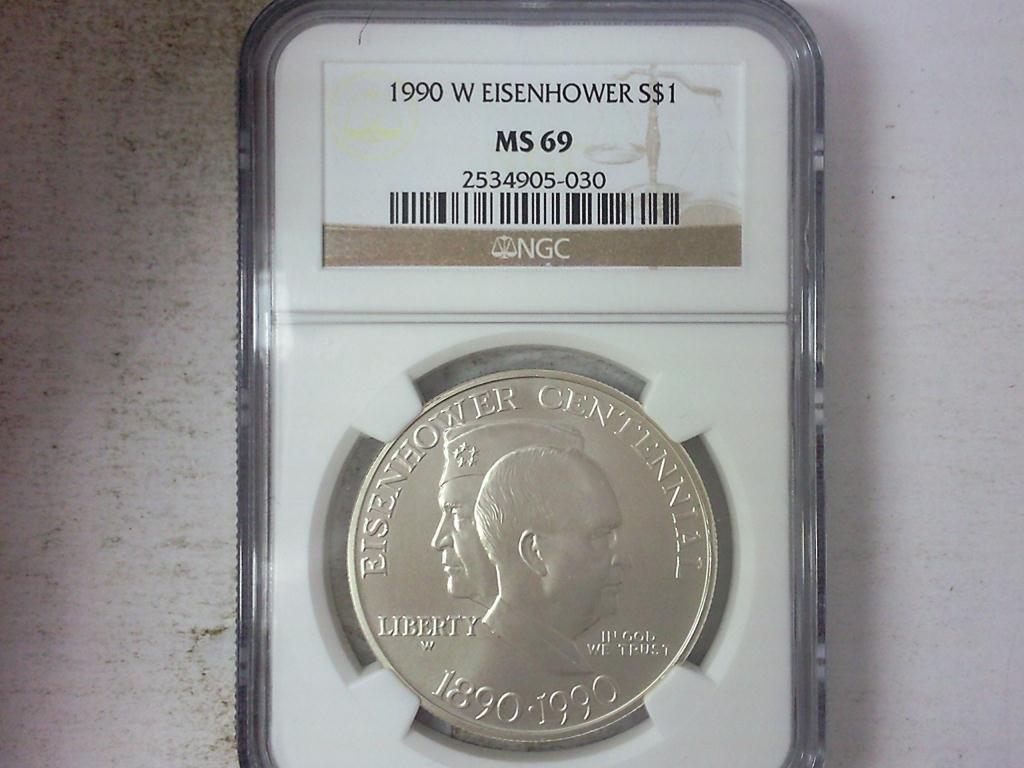 1990 W EISENHOWER S$1
MS 69
2534905-030
NGC
EISENHOWER CENTENNIAL
LIBERTY
W
IN GOD
WE TRUST
1890·1990